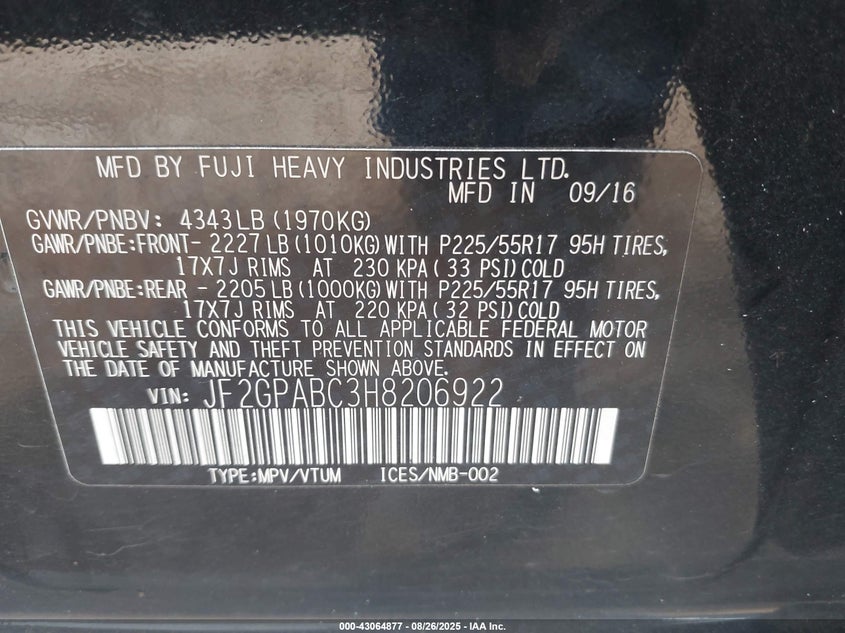 MFD BY FUJI HEAVY INDUSTRIES LTD.
MFD IN 09/16
GVWR/PNBV: 4343LB (1970KG)
GAWR/PNBE:FRONT- 2227 LB (1010KG) WITH P225/55R17 95H TIRES,
17X7J RIMS AT 230 KPA ( 33 PSI) COLD
GAWR/PNBE:REAR - 2205 LB (1000KG) WITH P225/55R17 95H TIRES,
17X7J RIMS AT 220 KPA ( 32 PSI) COLD
THIS VEHICLE CONFORMS TO ALL APPLICABLE FEDERAL MOTOR
VEHICLE SAFETY AND THEFT PREVENTION STANDARDS IN EFFECT ON
THE DATE OF MANUFACTURE SHOWN ABOVE.
VIN: JF2GPABC3H8206922
TYPE:MPV/VTUM ICES/NMB-002
000-43064877 - 08/26/2025 - IAA Inc.